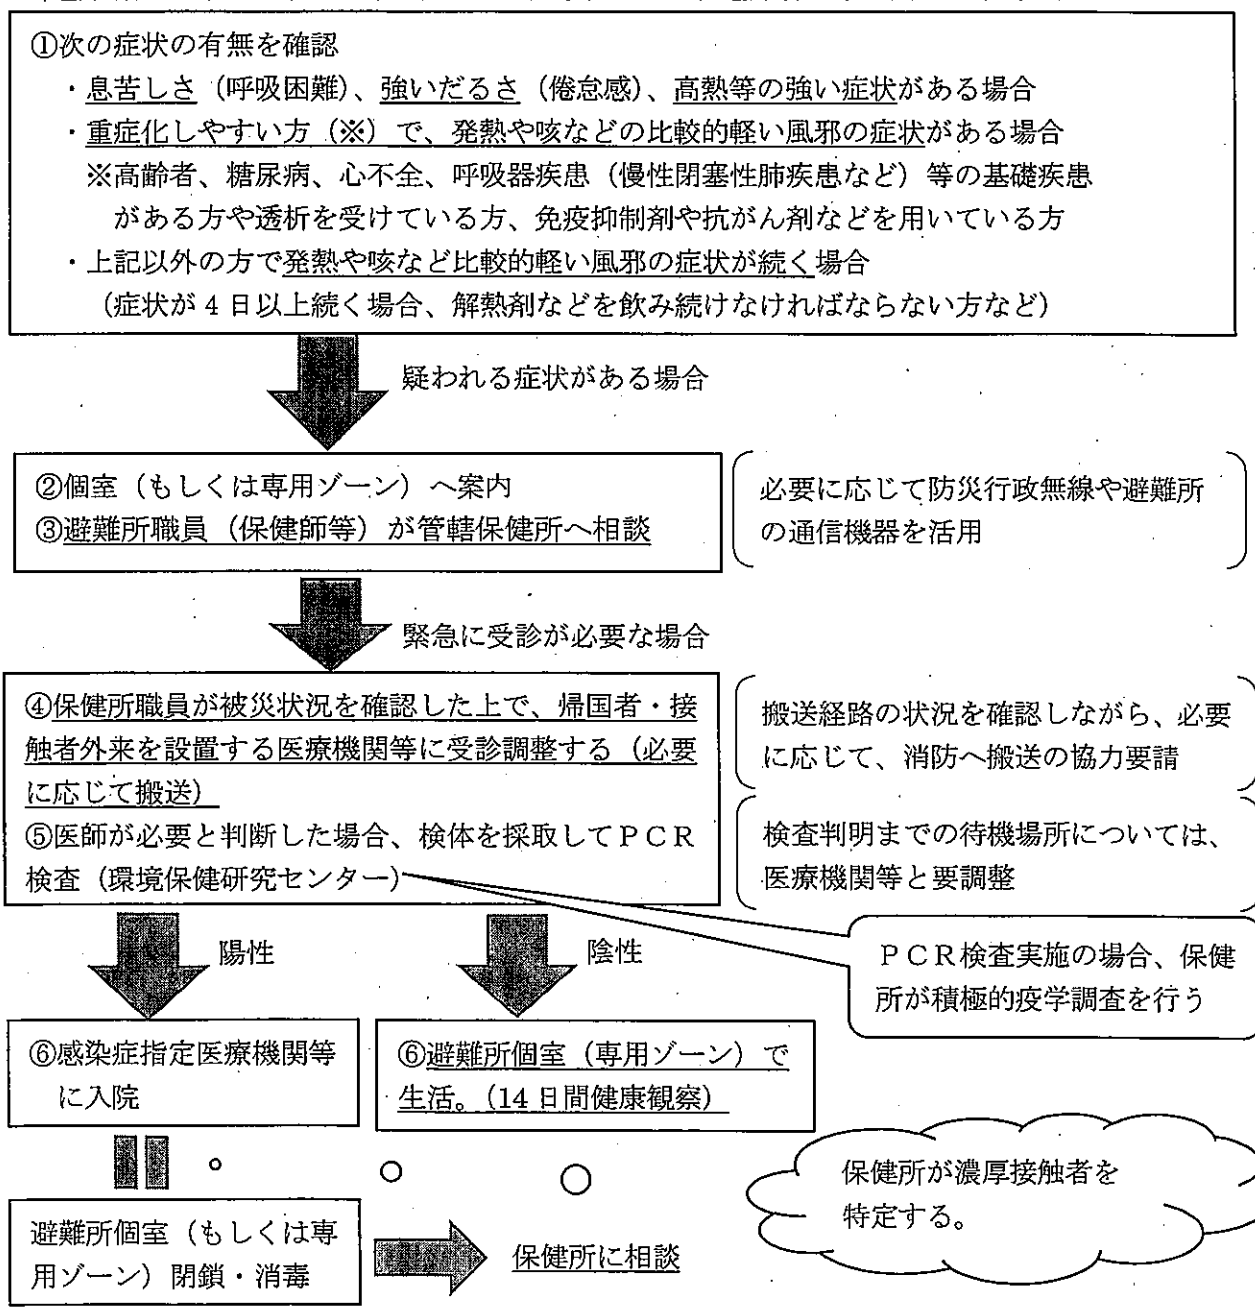 ①次の症状の有無を確認
・息苦しさ（呼吸困難）、強いだるさ（倦怠感）、高熱等の強い症状がある場合
・重症化しやすい方（※）で、発熱や咳などの比較的軽い風邪の症状がある場合
※高齢者、糖尿病、心不全、呼吸器疾患（慢性閉塞性肺疾患など）等の基礎疾患
がある方や透析を受けている方、免疫抑制剤や抗がん剤などを用いている方
・上記以外の方で発熱や咳など比較的軽い風邪の症状が続く場合
（症状が４日以上続く場合、解熱剤などを飲み続けなければならない方など）
疑われる症状がある場合
②個室（もしくは専用ゾーン）へ案内
③避難所職員（保健師等）が管轄保健所へ相談
必要に応じて防災行政無線や避難所
の通信機器を活用
緊急に受診が必要な場合
④保健所職員が被災状況を確認した上で、帰国者・接
触者外来を設置する医療機関等に受診調整する（必要
に応じて搬送）
⑤医師が必要と判断した場合、検体を採取してＰＣＲ
検査（環境保健研究センター）
搬送経路の状況を確認しながら、必要
に応じて、消防へ搬送の協力要請
検査判明までの待機場所については、
医療機関等と要調整
ＰＣＲ検査実施の場合、保健
所が積極的疫学調査を行う
陽性
陰性
⑥感染症指定医療機関等
に入院
⑥避難所個室（専用ゾーン）で
生活。（14日間健康観察）
保健所が濃厚接触者を
特定する。
避難所個室（もしくは専
用ゾーン）閉鎖・消毒
保健所に相談